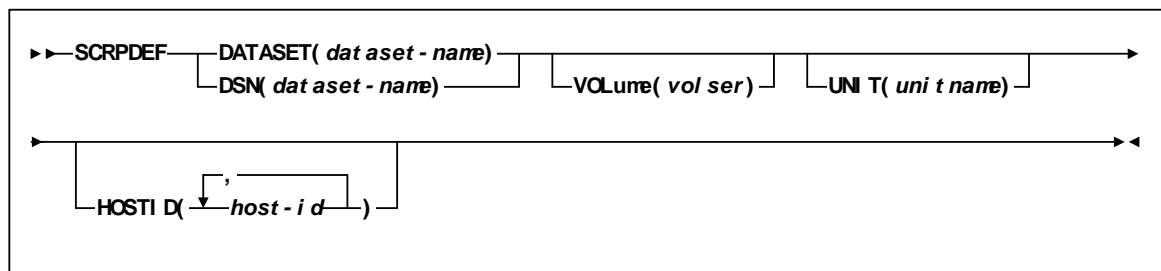 SCRPDEF DATASET( dataset-name)
DSN( dataset-name) VOLume( volser) UNIT( unitname)
,
HOSTID( host-id )